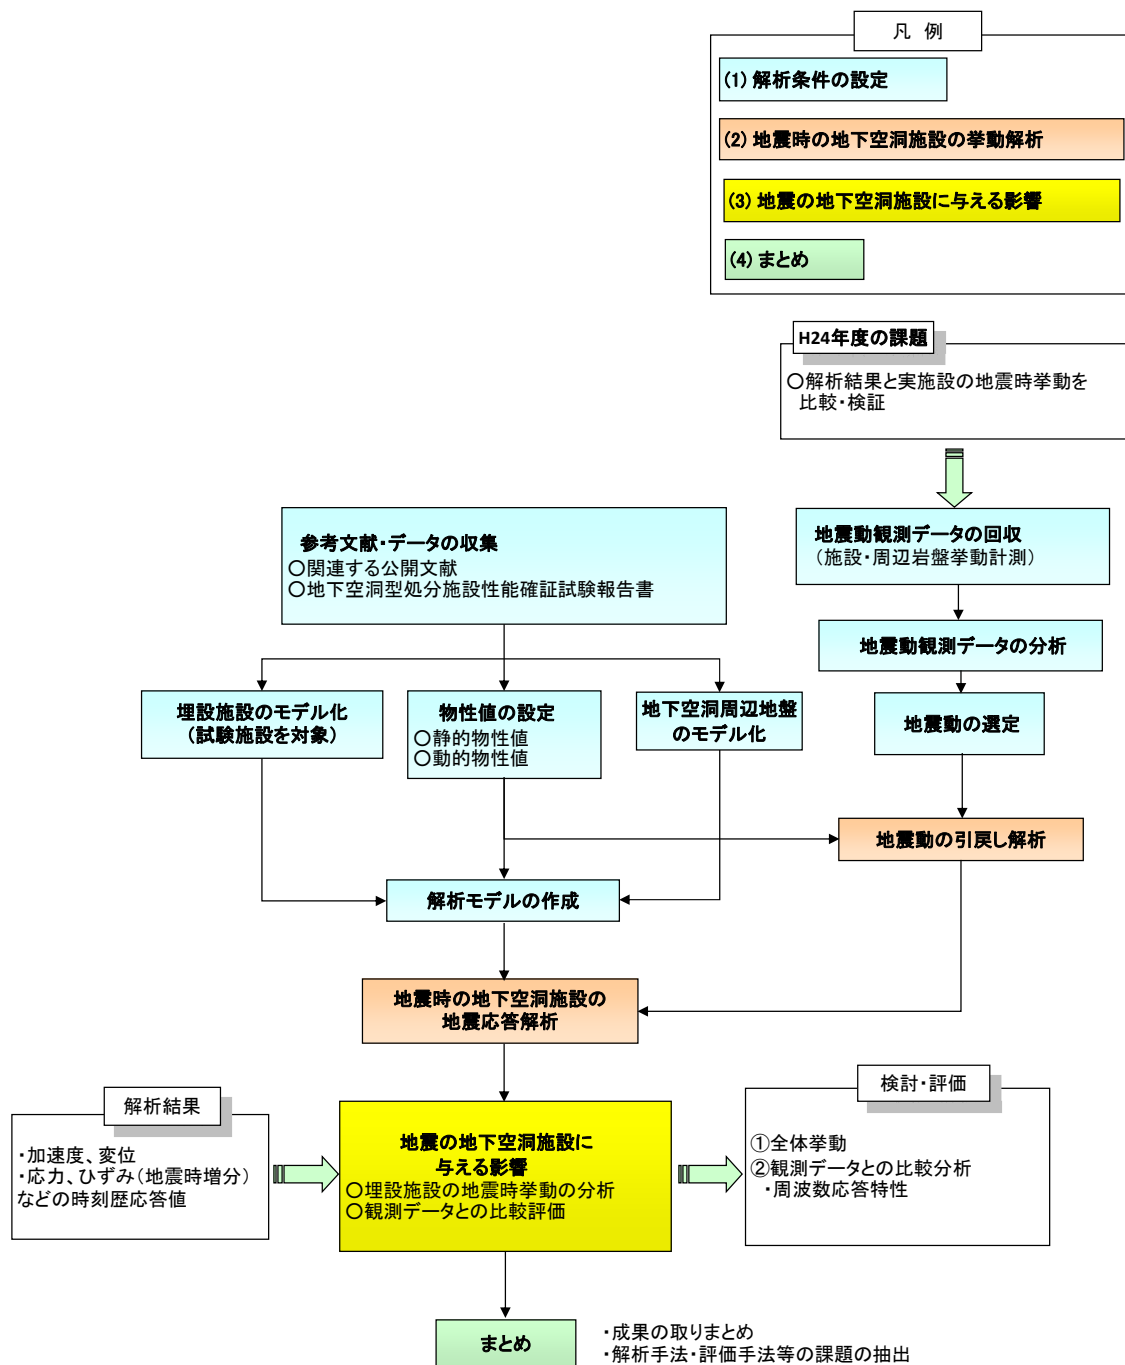 凡 例
(1) 解析条件の設定
(2) 地震時の地下空洞施設の挙動解析
(3) 地震の地下空洞施設に与える影響
(4) まとめ
H24年度の課題
○解析結果と実施設の地震時挙動を
比較・検証
参考文献・データの収集
○関連する公開文献
○地下空洞型処分施設性能確証試験報告書
地震動観測データの回収
(施設・周辺岩盤挙動計測)
地震動観測データの分析
埋設施設のモデル化
(試験施設を対象)
物性値の設定
○静的物性値
○動的物性値
地下空洞周辺地盤
のモデル化
地震動の選定
地震動の引戻し解析
解析モデルの作成
地震時の地下空洞施設の
地震応答解析
解析結果
・加速度、変位
・応力、ひずみ(地震時増分)
などの時刻歴応答値
地震の地下空洞施設に
与える影響
○埋設施設の地震時挙動の分析
○観測データとの比較評価
検討・評価
①全体挙動
②観測データとの比較分析
・周波数応答特性
まとめ
・成果の取りまとめ
・解析手法・評価手法等の課題の抽出